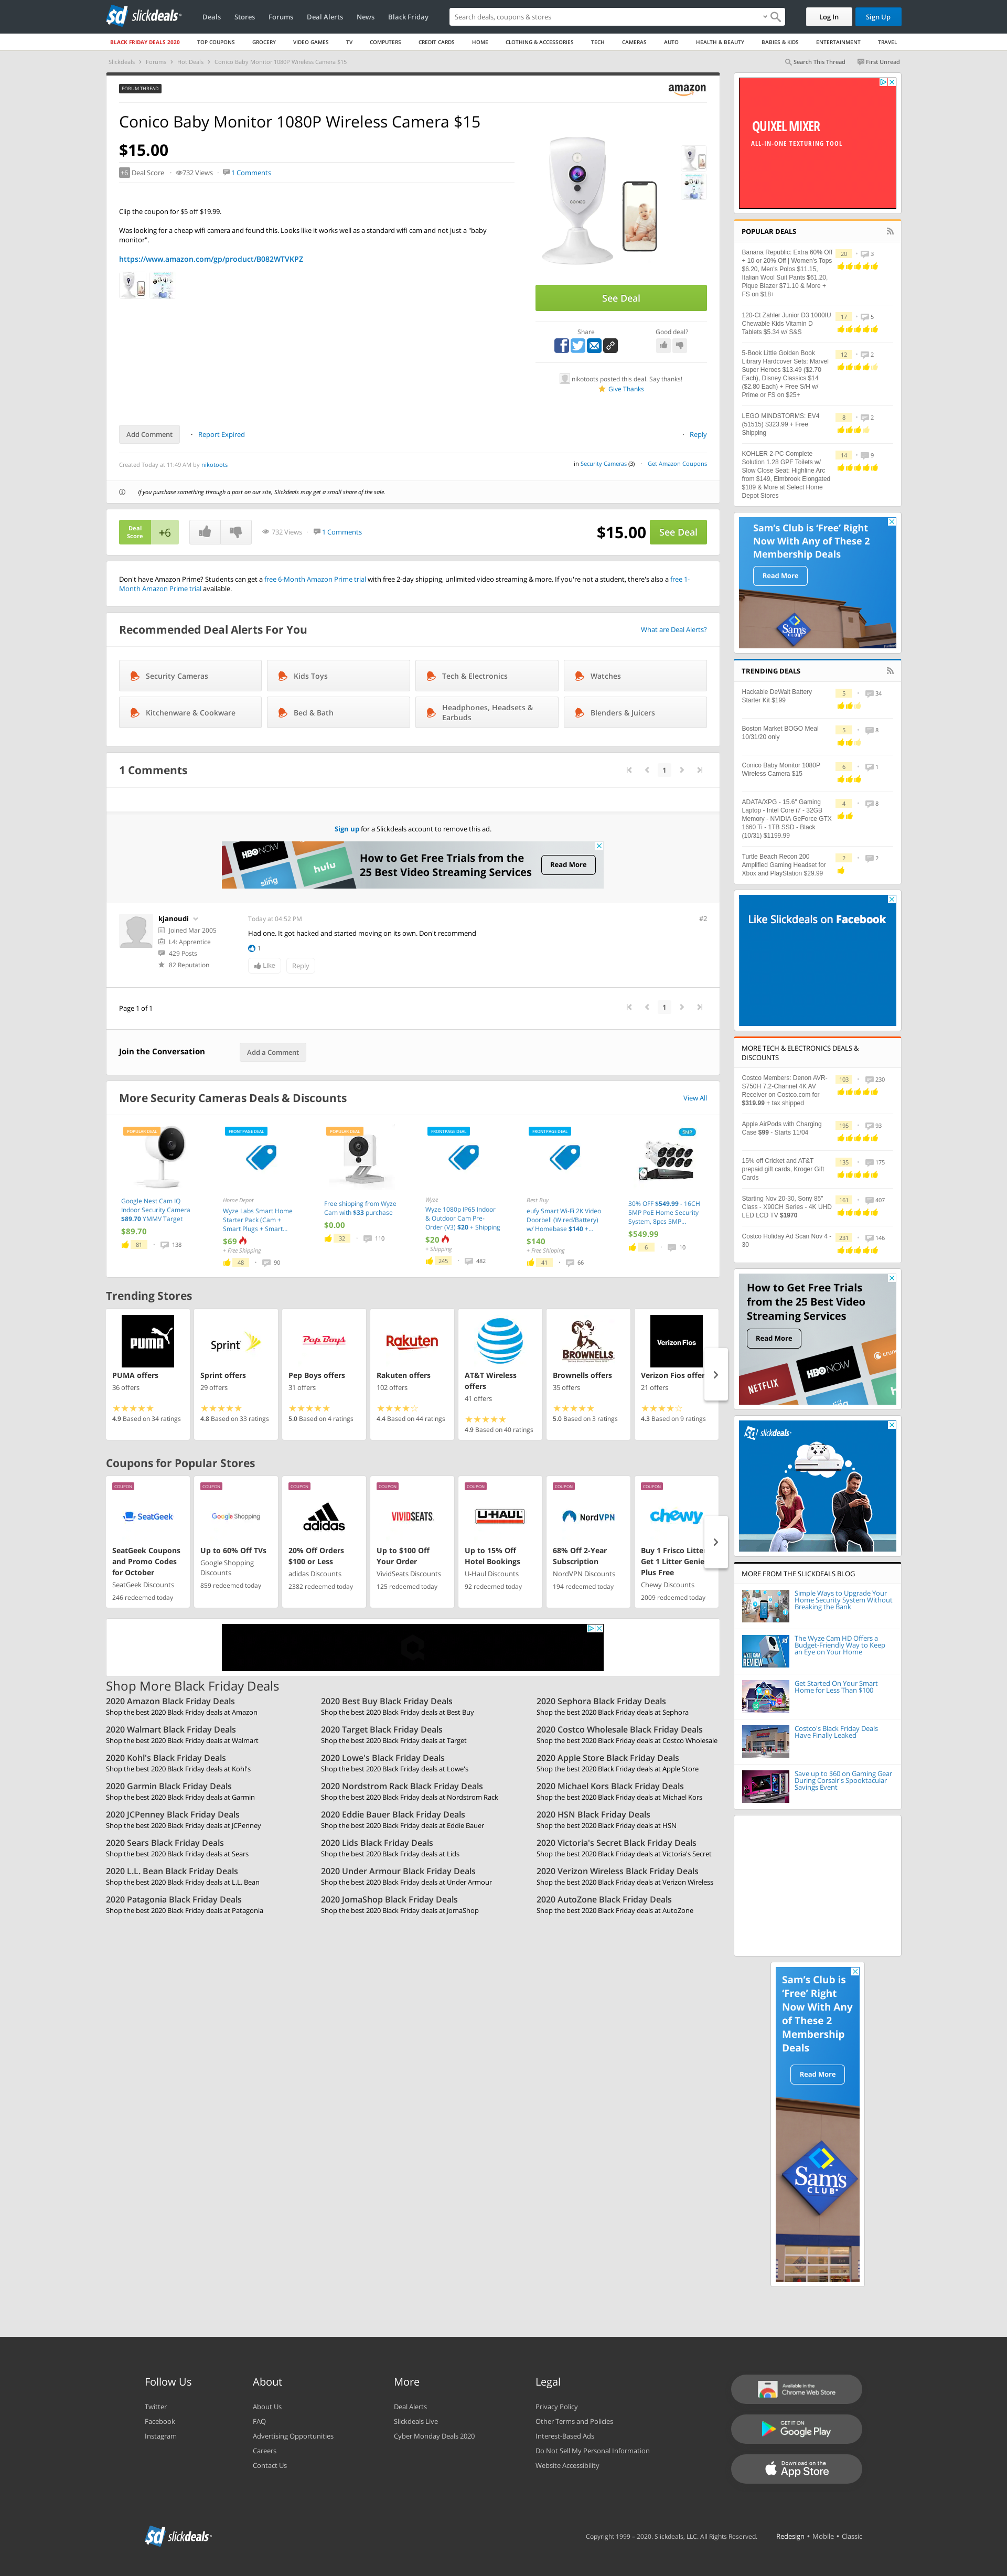 sd slickdeals
Deals
Stores
Forums
Deal Alerts
News
Black Friday
Search deals, coupons & stores
Log In
Sign Up
BLACK FRIDAY DEALS 2020
TOP COUPONS
GROCERY
VIDEO GAMES
TV
COMPUTERS
CREDIT CARDS
HOME
CLOTHING & ACCESSORIES
TECH
CAMERAS
AUTO
HEALTH & BEAUTY
BABIES & KIDS
ENTERTAINMENT
TRAVEL
Slickdeals
Forums
Hot Deals
Conico Baby Monitor 1080P Wireless Camera $15
Search This Thread
First Unread
FORUM THREAD
amazon
Conico Baby Monitor 1080P Wireless Camera $15
$15.00
+6 Deal Score
732 Views
1 Comments
Clip the coupon for $5 off $19.99.
Was looking for a cheap wifi camera and found this. Looks like it works well as a standard wifi cam and not just a "baby
monitor".
https://www.amazon.com/gp/product/B082WTVKPZ
conico
See Deal
Share
Good deal?
nikotoots posted this deal. Say thanks!
Give Thanks
Add Comment
Report Expired
Reply
Created Today at 11:49 AM by nikotoots
in Security Cameras (3)
Get Amazon Coupons
If you purchase something through a post on our site, Slickdeals may get a small share of the sale.
Deal
Score
+6
732 Views
1 Comments
$15.00
See Deal
Don't have Amazon Prime? Students can get a free 6-Month Amazon Prime trial with free 2-day shipping, unlimited video streaming & more. If you're not a student, there's also a free 1-
Month Amazon Prime trial available.
Recommended Deal Alerts For You
What are Deal Alerts?
Security Cameras
Kids Toys
Tech & Electronics
Watches
Kitchenware & Cookware
Bed & Bath
Headphones, Headsets &
Earbuds
Blenders & Juicers
1 Comments
1
Sign up for a Slickdeals account to remove this ad.
HBO NOW
hulu
sling
How to Get Free Trials from the
25 Best Video Streaming Services
Read More
kjanoudi
Joined Mar 2005
L4: Apprentice
429 Posts
82 Reputation
Today at 04:52 PM
#2
Had one. It got hacked and started moving on its own. Don't recommend
1
Like
Reply
Page 1 of 1
1
Join the Conversation
Add a Comment
More Security Cameras Deals & Discounts
View All
POPULAR DEAL
Google Nest Cam IQ
Indoor Security Camera
$89.70 YMMV Target
$89.70
81
138
FRONTPAGE DEAL
Home Depot
Wyze Labs Smart Home
Starter Pack (Cam +
Smart Plugs + Smart...
$69
+ Free Shipping
48
90
POPULAR DEAL
Free shipping from Wyze
Cam with $33 purchase
$0.00
32
110
FRONTPAGE DEAL
Wyze
Wyze 1080p IP65 Indoor
& Outdoor Cam Pre-
Order (V3) $20 + Shipping
$20
+ Shipping
245
482
FRONTPAGE DEAL
Best Buy
eufy Smart Wi-Fi 2K Video
Doorbell (Wired/Battery)
w/ Homebase $140 +...
$140
+ Free Shipping
41
66
5MP
30% OFF $549.99 - 16CH
5MP PoE Home Security
System, 8pcs 5MP...
$549.99
6
10
Trending Stores
PUMA
PUMA offers
36 offers
4.9 Based on 34 ratings
Sprint
Sprint offers
29 offers
4.8 Based on 33 ratings
Pep Boys
Pep Boys offers
31 offers
5.0 Based on 4 ratings
Rakuten
Rakuten offers
102 offers
4.4 Based on 44 ratings
AT&T Wireless
offers
41 offers
4.9 Based on 40 ratings
BROWNELLS
Brownells offers
35 offers
5.0 Based on 3 ratings
Verizon Fios
Verizon Fios offer
21 offers
4.3 Based on 9 ratings
Coupons for Popular Stores
COUPON
SeatGeek
SeatGeek Coupons
and Promo Codes
for October
SeatGeek Discounts
246 redeemed today
COUPON
Google Shopping
Up to 60% Off TVs
Google Shopping
Discounts
859 redeemed today
COUPON
adidas
20% Off Orders
$100 or Less
adidas Discounts
2382 redeemed today
COUPON
VIVIDSEATS
Up to $100 Off
Your Order
VividSeats Discounts
125 redeemed today
COUPON
U-HAUL
Up to 15% Off
Hotel Bookings
U-Haul Discounts
92 redeemed today
COUPON
NordVPN
68% Off 2-Year
Subscription
NordVPN Discounts
194 redeemed today
COUPON
chewy
Buy 1 Frisco Litter
Get 1 Litter Genie
Plus Free
Chewy Discounts
2009 redeemed today
Shop More Black Friday Deals
2020 Amazon Black Friday Deals
Shop the best 2020 Black Friday deals at Amazon
2020 Best Buy Black Friday Deals
Shop the best 2020 Black Friday deals at Best Buy
2020 Sephora Black Friday Deals
Shop the best 2020 Black Friday deals at Sephora
2020 Walmart Black Friday Deals
Shop the best 2020 Black Friday deals at Walmart
2020 Target Black Friday Deals
Shop the best 2020 Black Friday deals at Target
2020 Costco Wholesale Black Friday Deals
Shop the best 2020 Black Friday deals at Costco Wholesale
2020 Kohl's Black Friday Deals
Shop the best 2020 Black Friday deals at Kohl's
2020 Lowe's Black Friday Deals
Shop the best 2020 Black Friday deals at Lowe's
2020 Apple Store Black Friday Deals
Shop the best 2020 Black Friday deals at Apple Store
2020 Garmin Black Friday Deals
Shop the best 2020 Black Friday deals at Garmin
2020 Nordstrom Rack Black Friday Deals
Shop the best 2020 Black Friday deals at Nordstrom Rack
2020 Michael Kors Black Friday Deals
Shop the best 2020 Black Friday deals at Michael Kors
2020 JCPenney Black Friday Deals
Shop the best 2020 Black Friday deals at JCPenney
2020 Eddie Bauer Black Friday Deals
Shop the best 2020 Black Friday deals at Eddie Bauer
2020 HSN Black Friday Deals
Shop the best 2020 Black Friday deals at HSN
2020 Sears Black Friday Deals
Shop the best 2020 Black Friday deals at Sears
2020 Lids Black Friday Deals
Shop the best 2020 Black Friday deals at Lids
2020 Victoria's Secret Black Friday Deals
Shop the best 2020 Black Friday deals at Victoria's Secret
2020 L.L. Bean Black Friday Deals
Shop the best 2020 Black Friday deals at L.L. Bean
2020 Under Armour Black Friday Deals
Shop the best 2020 Black Friday deals at Under Armour
2020 Verizon Wireless Black Friday Deals
Shop the best 2020 Black Friday deals at Verizon Wireless
2020 Patagonia Black Friday Deals
Shop the best 2020 Black Friday deals at Patagonia
2020 JomaShop Black Friday Deals
Shop the best 2020 Black Friday deals at JomaShop
2020 AutoZone Black Friday Deals
Shop the best 2020 Black Friday deals at AutoZone
QUIXEL MIXER
ALL-IN-ONE TEXTURING TOOL
POPULAR DEALS
Banana Republic: Extra 60% Off
+ 10 or 20% Off | Women's Tops
$6.20, Men's Polos $11.15,
Italian Wool Suit Pants $61.20,
Pique Blazer $71.10 & More +
FS on $18+
20
3
120-Ct Zahler Junior D3 1000IU
Chewable Kids Vitamin D
Tablets $5.34 w/ S&S
17
5
5-Book Little Golden Book
Library Hardcover Sets: Marvel
Super Heroes $13.49 ($2.70
Each), Disney Classics $14
($2.80 Each) + Free S/H w/
Prime or FS on $25+
12
2
LEGO MINDSTORMS: EV4
(51515) $323.99 + Free
Shipping
8
2
KOHLER 2-PC Complete
Solution 1.28 GPF Toilets w/
Slow Close Seat: Highline Arc
from $149, Elmbrook Elongated
$189 & More at Select Home
Depot Stores
14
9
Sam's Club is 'Free' Right
Now With Any of These 2
Membership Deals
Read More
Sam's
CLUB
TRENDING DEALS
Hackable DeWalt Battery
Starter Kit $199
5
34
Boston Market BOGO Meal
10/31/20 only
5
8
Conico Baby Monitor 1080P
Wireless Camera $15
6
1
ADATA/XPG - 15.6" Gaming
Laptop - Intel Core i7 - 32GB
Memory - NVIDIA GeForce GTX
1660 Ti - 1TB SSD - Black
(10/31) $1199.99
4
8
Turtle Beach Recon 200
Amplified Gaming Headset for
Xbox and PlayStation $29.99
2
2
Like Slickdeals on Facebook
MORE TECH & ELECTRONICS DEALS &
DISCOUNTS
Costco Members: Denon AVR-
S750H 7.2-Channel 4K AV
Receiver on Costco.com for
$319.99 + tax shipped
103
230
Apple AirPods with Charging
Case $99 - Starts 11/04
195
93
15% off Cricket and AT&T
prepaid gift cards, Kroger Gift
Cards
135
175
Starting Nov 20-30, Sony 85"
Class - X90CH Series - 4K UHD
LED LCD TV $1970
161
407
Costco Holiday Ad Scan Nov 4 -
30
231
146
How to Get Free Trials
from the 25 Best Video
Streaming Services
Read More
NETFLIX
HBO NOW
hulu
sd slickdeals
MORE FROM THE SLICKDEALS BLOG
Simple Ways to Upgrade Your
Home Security System Without
Breaking the Bank
WYZE CAM
REVIEW
The Wyze Cam HD Offers a
Budget-Friendly Way to Keep
an Eye on Your Home
Get Started On Your Smart
Home for Less Than $100
Costco's Black Friday Deals
Have Finally Leaked
Save up to $60 on Gaming Gear
During Corsair's Spooktacular
Savings Event
Sam's Club is
'Free' Right
Now With Any
of These 2
Membership
Deals
Read More
Sam's
CLUB
Follow Us
Twitter
Facebook
Instagram
About
About Us
FAQ
Advertising Opportunities
Careers
Contact Us
More
Deal Alerts
Slickdeals Live
Cyber Monday Deals 2020
Legal
Privacy Policy
Other Terms and Policies
Interest-Based Ads
Do Not Sell My Personal Information
Website Accessibility
Available in the
Chrome Web Store
GET IT ON
Google Play
Download on the
App Store
sd slickdeals
Copyright 1999 – 2020. Slickdeals, LLC. All Rights Reserved.
Redesign • Mobile • Classic